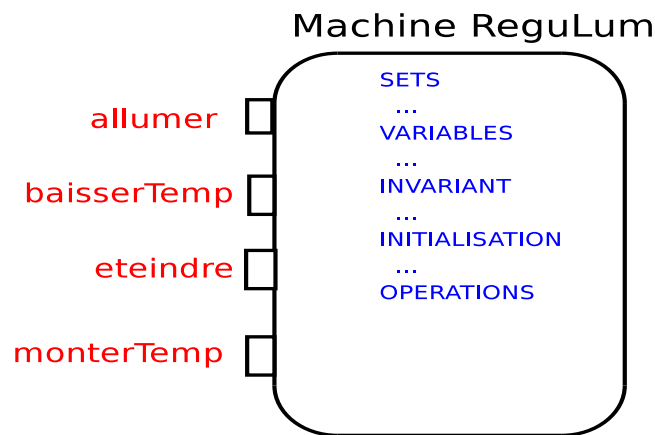 Machine ReguLum
SETS
...
VARIABLES
...
INVARIANT
...
INITIALISATION
...
OPERATIONS
allumer
baisserTemp
eteindre
monterTemp